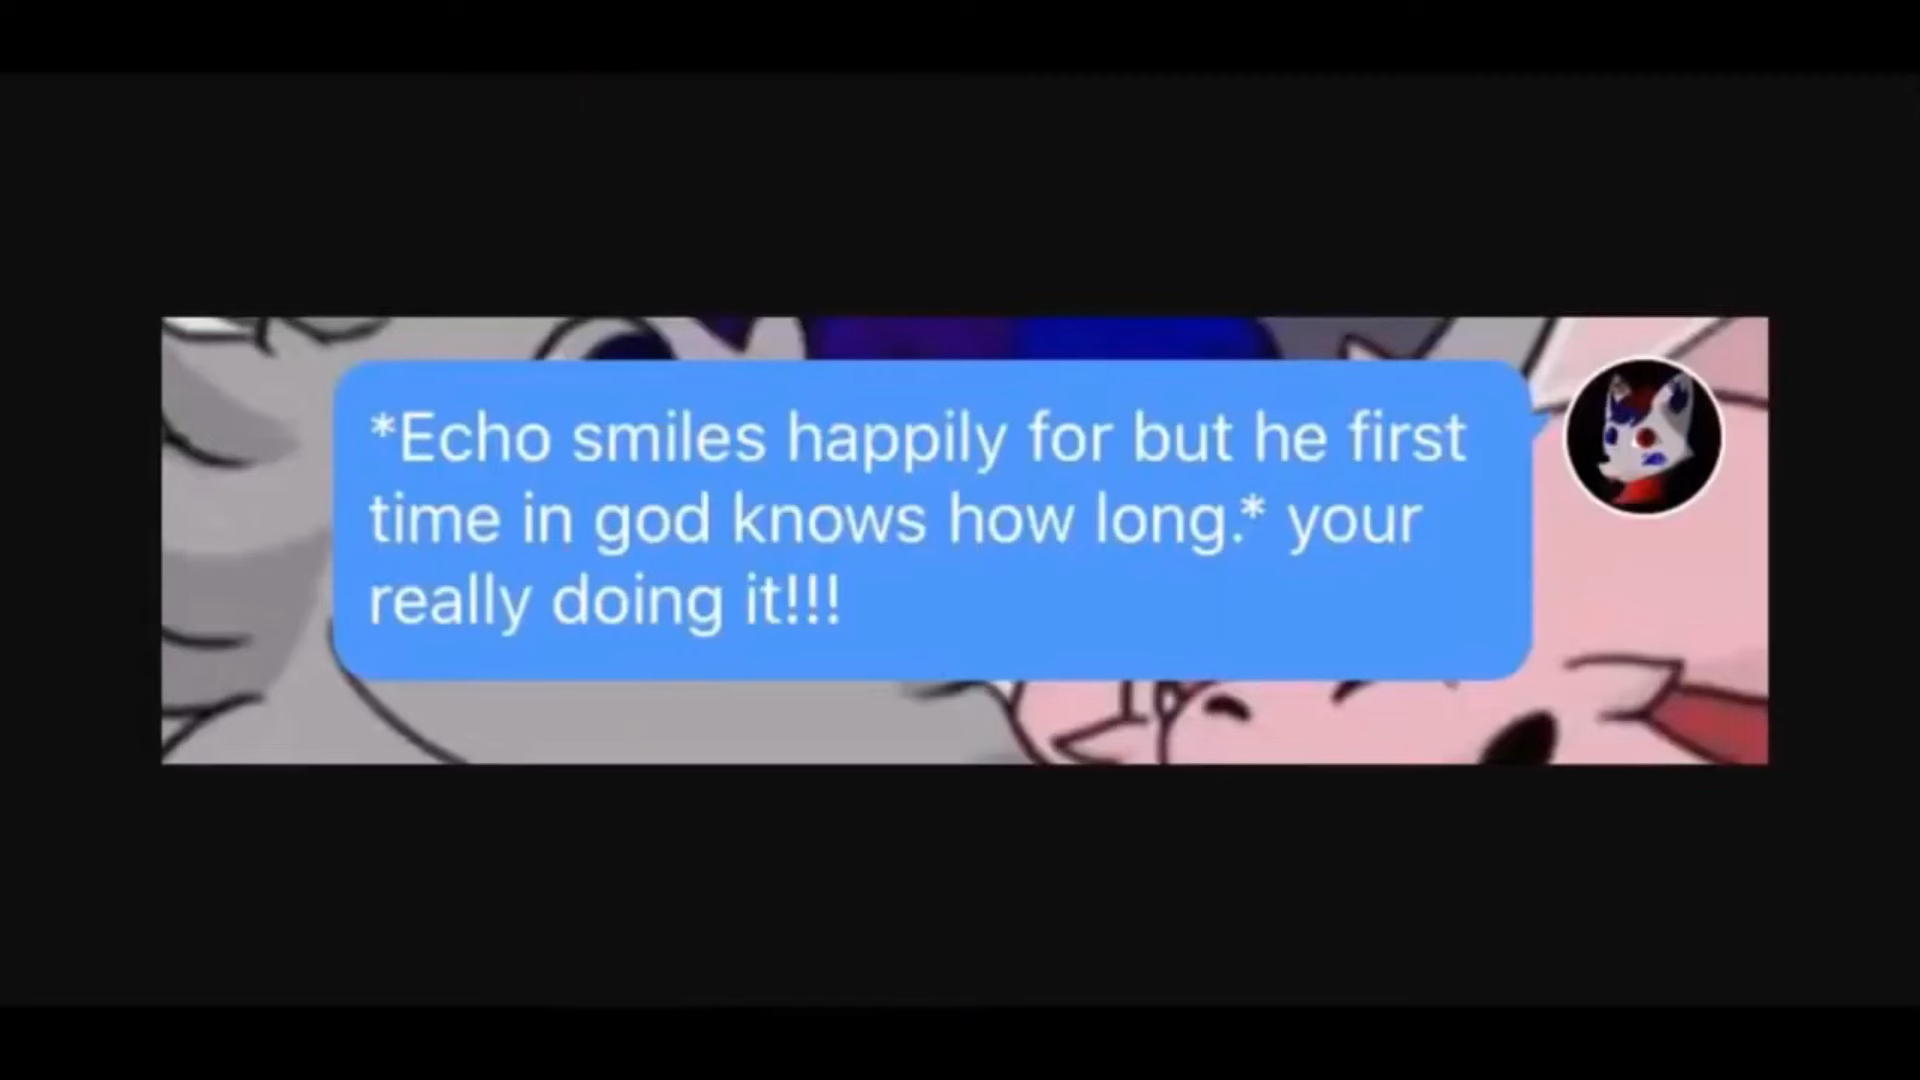 *Echo smiles happily for but he first
time in god knows how long.* your
really doing it!!!